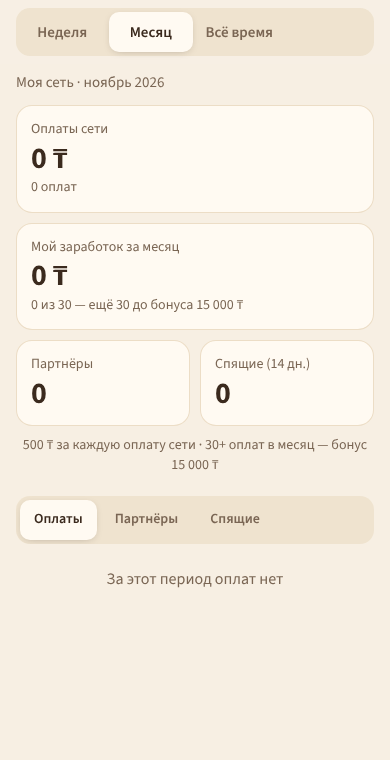 Неделя Месяц Всё время
Моя сеть · ноябрь 2026
Оплаты сети
0 ₸
0 оплат
Мой заработок за месяц
0 ₸
0 из 30 — ещё 30 до бонуса 15 000 ₸
Партнёры
0
Спящие (14 дн.)
0
500 ₸ за каждую оплату сети · 30+ оплат в месяц — бонус
15 000 ₸
Оплаты Партнёры Спящие
За этот период оплат нет